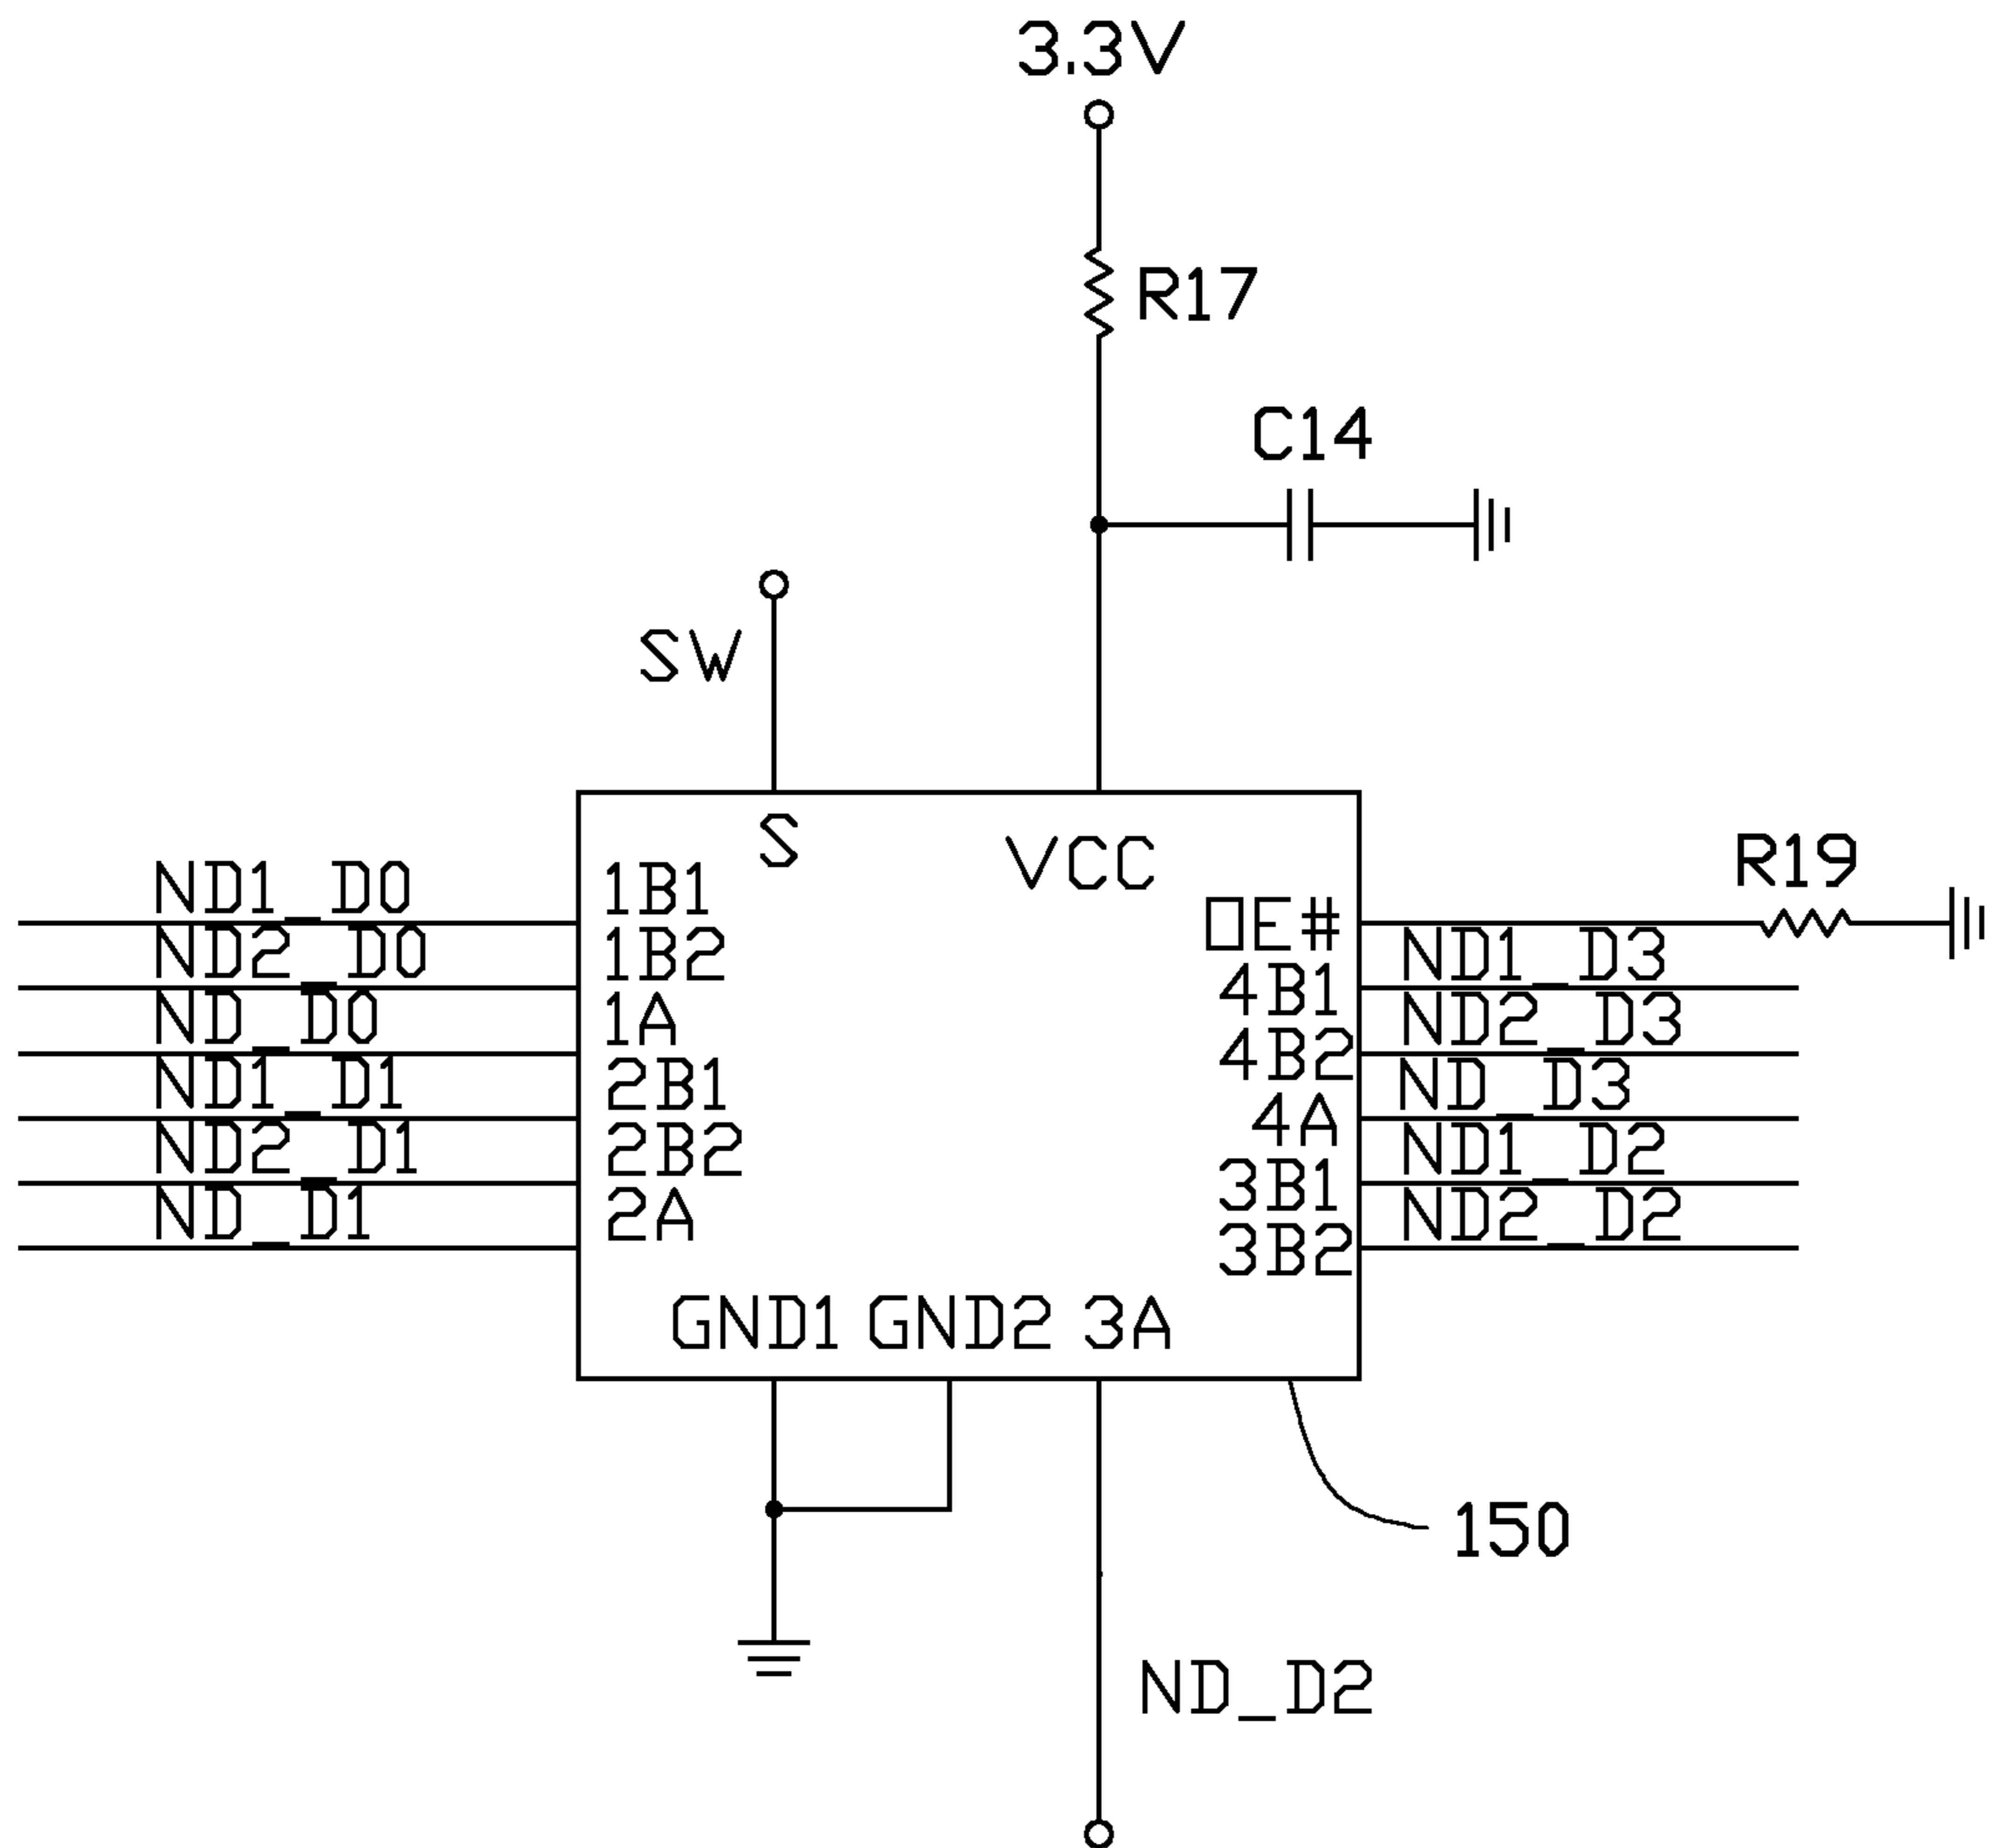 3.3V
R17
C14
SW
S
VCC
R19
ND1_D0
1B1
OE#
ND2_D0
1B2
ND1_D3
4B1
ND_D0
1A
ND2_D3
4B2
ND1_D1
2B1
ND_D3
4A
ND2_D1
2B2
ND1_D2
3B1
ND_D1
2A
ND2_D2
3B2
GND1 GND2 3A
150
ND_D2